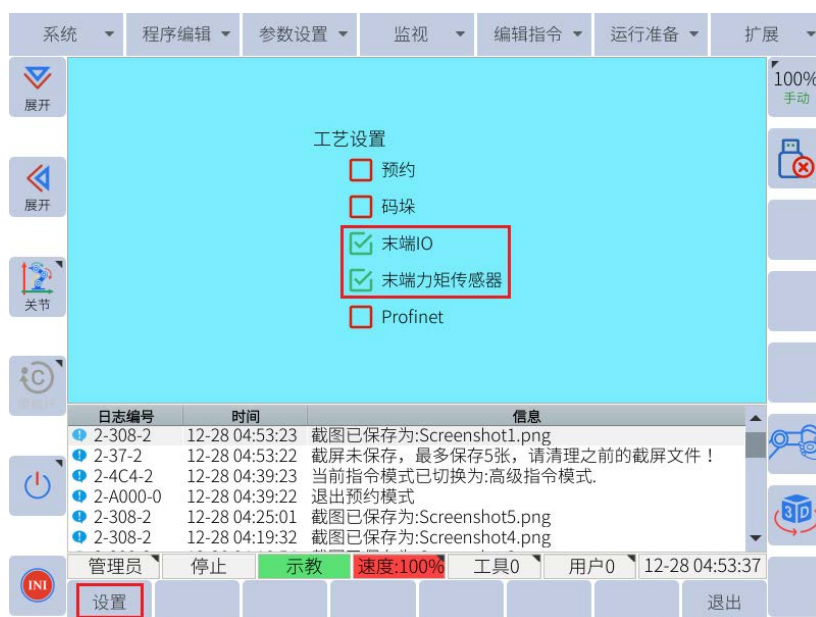 系统 程序编辑 参数设置 监视 编辑指令 运行准备 扩展
展开
100%
手动
工艺设置
预约
码垛
展开
末端IO
末端力矩传感器
关节
Profinet
日志编号 时间 信息
2-308-2 12-28 04:53:23 截图已保存为:Screenshot1.png
2-37-2 12-28 04:53:22 截屏未保存，最多保存5张，请清理之前的截屏文件！
2-4C4-2 12-28 04:39:23 当前指令模式已切换为:高级指令模式.
2-A000-0 12-28 04:39:22 退出预约模式
2-308-2 12-28 04:25:01 截图已保存为:Screenshot5.png
2-308-2 12-28 04:19:32 截图已保存为:Screenshot4.png
3D
管理员 停止 示教 速度:100% 工具0 用户0 12-28 04:53:37
INI
设置 退出